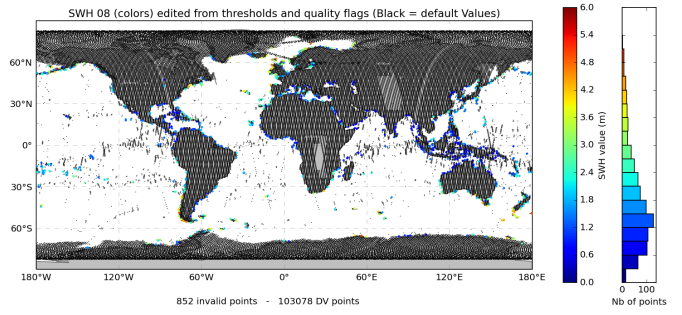 SWH 08 (colors) edited from thresholds and quality flags (Black = default Values)
60°N
30°N
0°
30°S
60°S
180°W
120°W
60°W
0°
60°E
120°E
180°E
852 invalid points - 103078 DV points
6.0
5.4
4.8
4.2
3.6
3.0
2.4
1.8
1.2
0.6
0.0
SWH value (m)
0
100
Nb of points